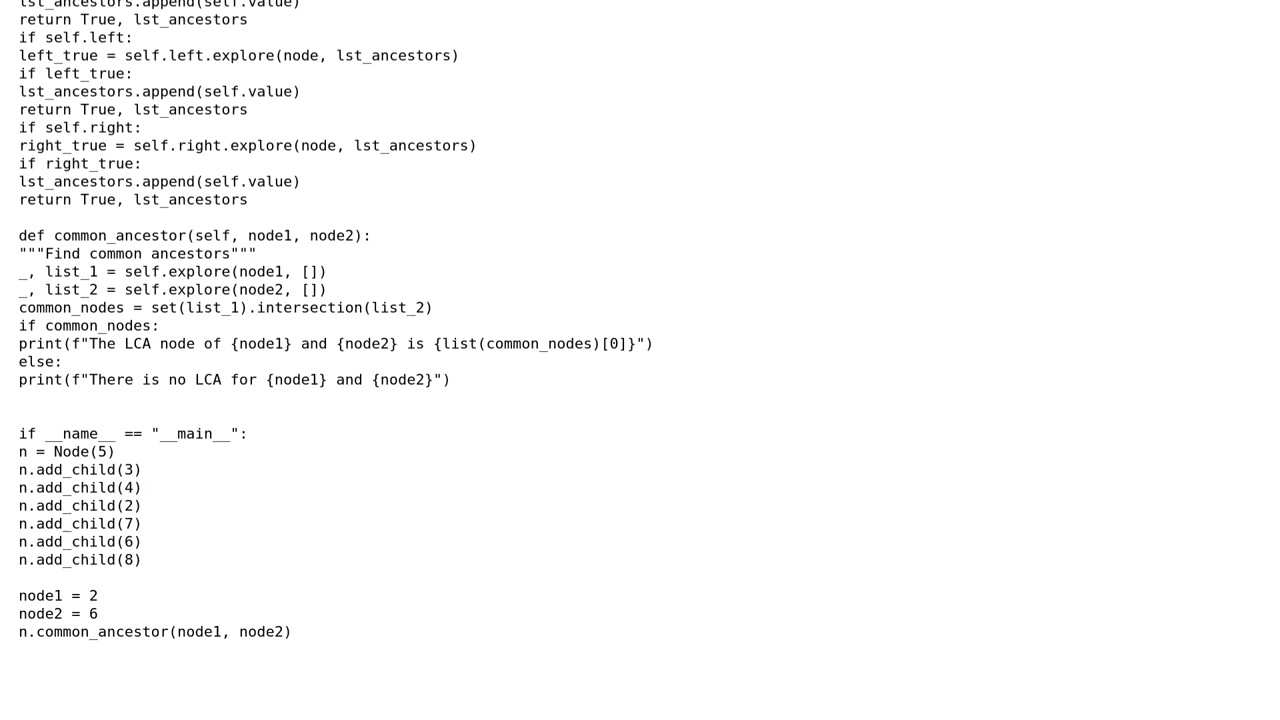 lst_ancestors.append(self.value)
return True, lst_ancestors
if self.left:
left_true = self.left.explore(node, lst_ancestors)
if left_true:
lst_ancestors.append(self.value)
return True, lst_ancestors
if self.right:
right_true = self.right.explore(node, lst_ancestors)
if right_true:
lst_ancestors.append(self.value)
return True, lst_ancestors

def common_ancestor(self, node1, node2):
"""Find common ancestors"""
_, list_1 = self.explore(node1, [])
_, list_2 = self.explore(node2, [])
common_nodes = set(list_1).intersection(list_2)
if common_nodes:
print(f"The LCA node of {node1} and {node2} is {list(common_nodes)[0]}")
else:
print(f"There is no LCA for {node1} and {node2}")


if __name__ == "__main__":
n = Node(5)
n.add_child(3)
n.add_child(4)
n.add_child(2)
n.add_child(7)
n.add_child(6)
n.add_child(8)

node1 = 2
node2 = 6
n.common_ancestor(node1, node2)